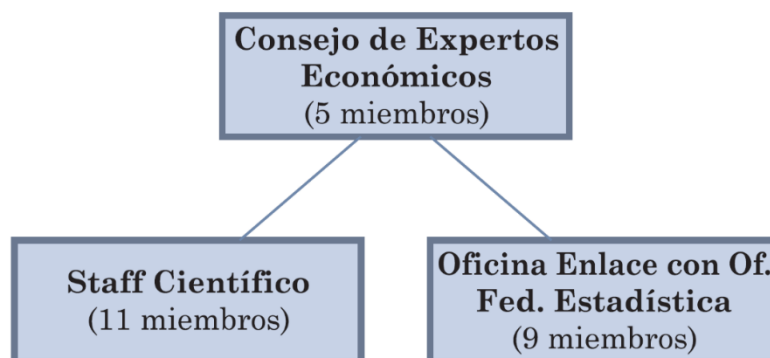 Consejo de Expertos
Económicos
(5 miembros)
Staff Científico
(11 miembros)
Oficina Enlace con Of.
Fed. Estadística
(9 miembros)